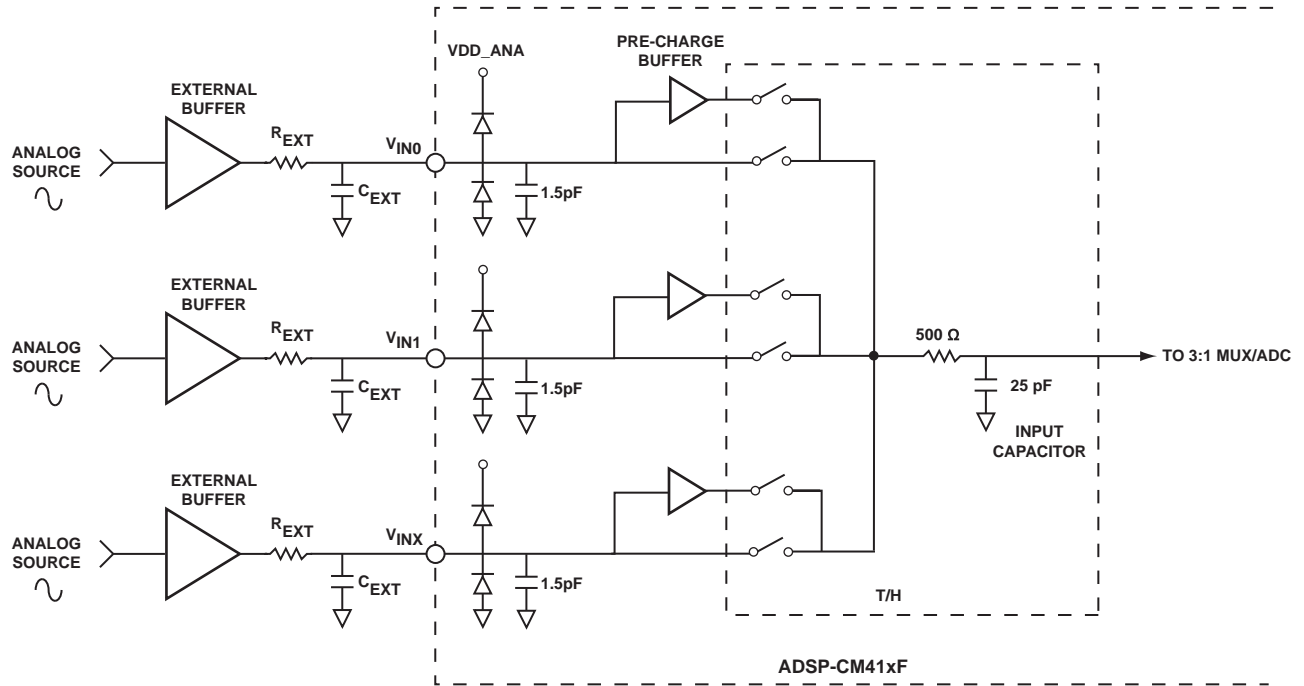 VDD_ANA
PRE-CHARGE
BUFFER
EXTERNAL
BUFFER
ANALOG
SOURCE
REXT
VIN0
CEXT
1.5pF
EXTERNAL
BUFFER
ANALOG
SOURCE
REXT
VIN1
CEXT
1.5pF
500 Ω
TO 3:1 MUX/ADC
25 pF
INPUT
CAPACITOR
EXTERNAL
BUFFER
ANALOG
SOURCE
REXT
VINX
CEXT
1.5pF
T/H
ADSP-CM41xF